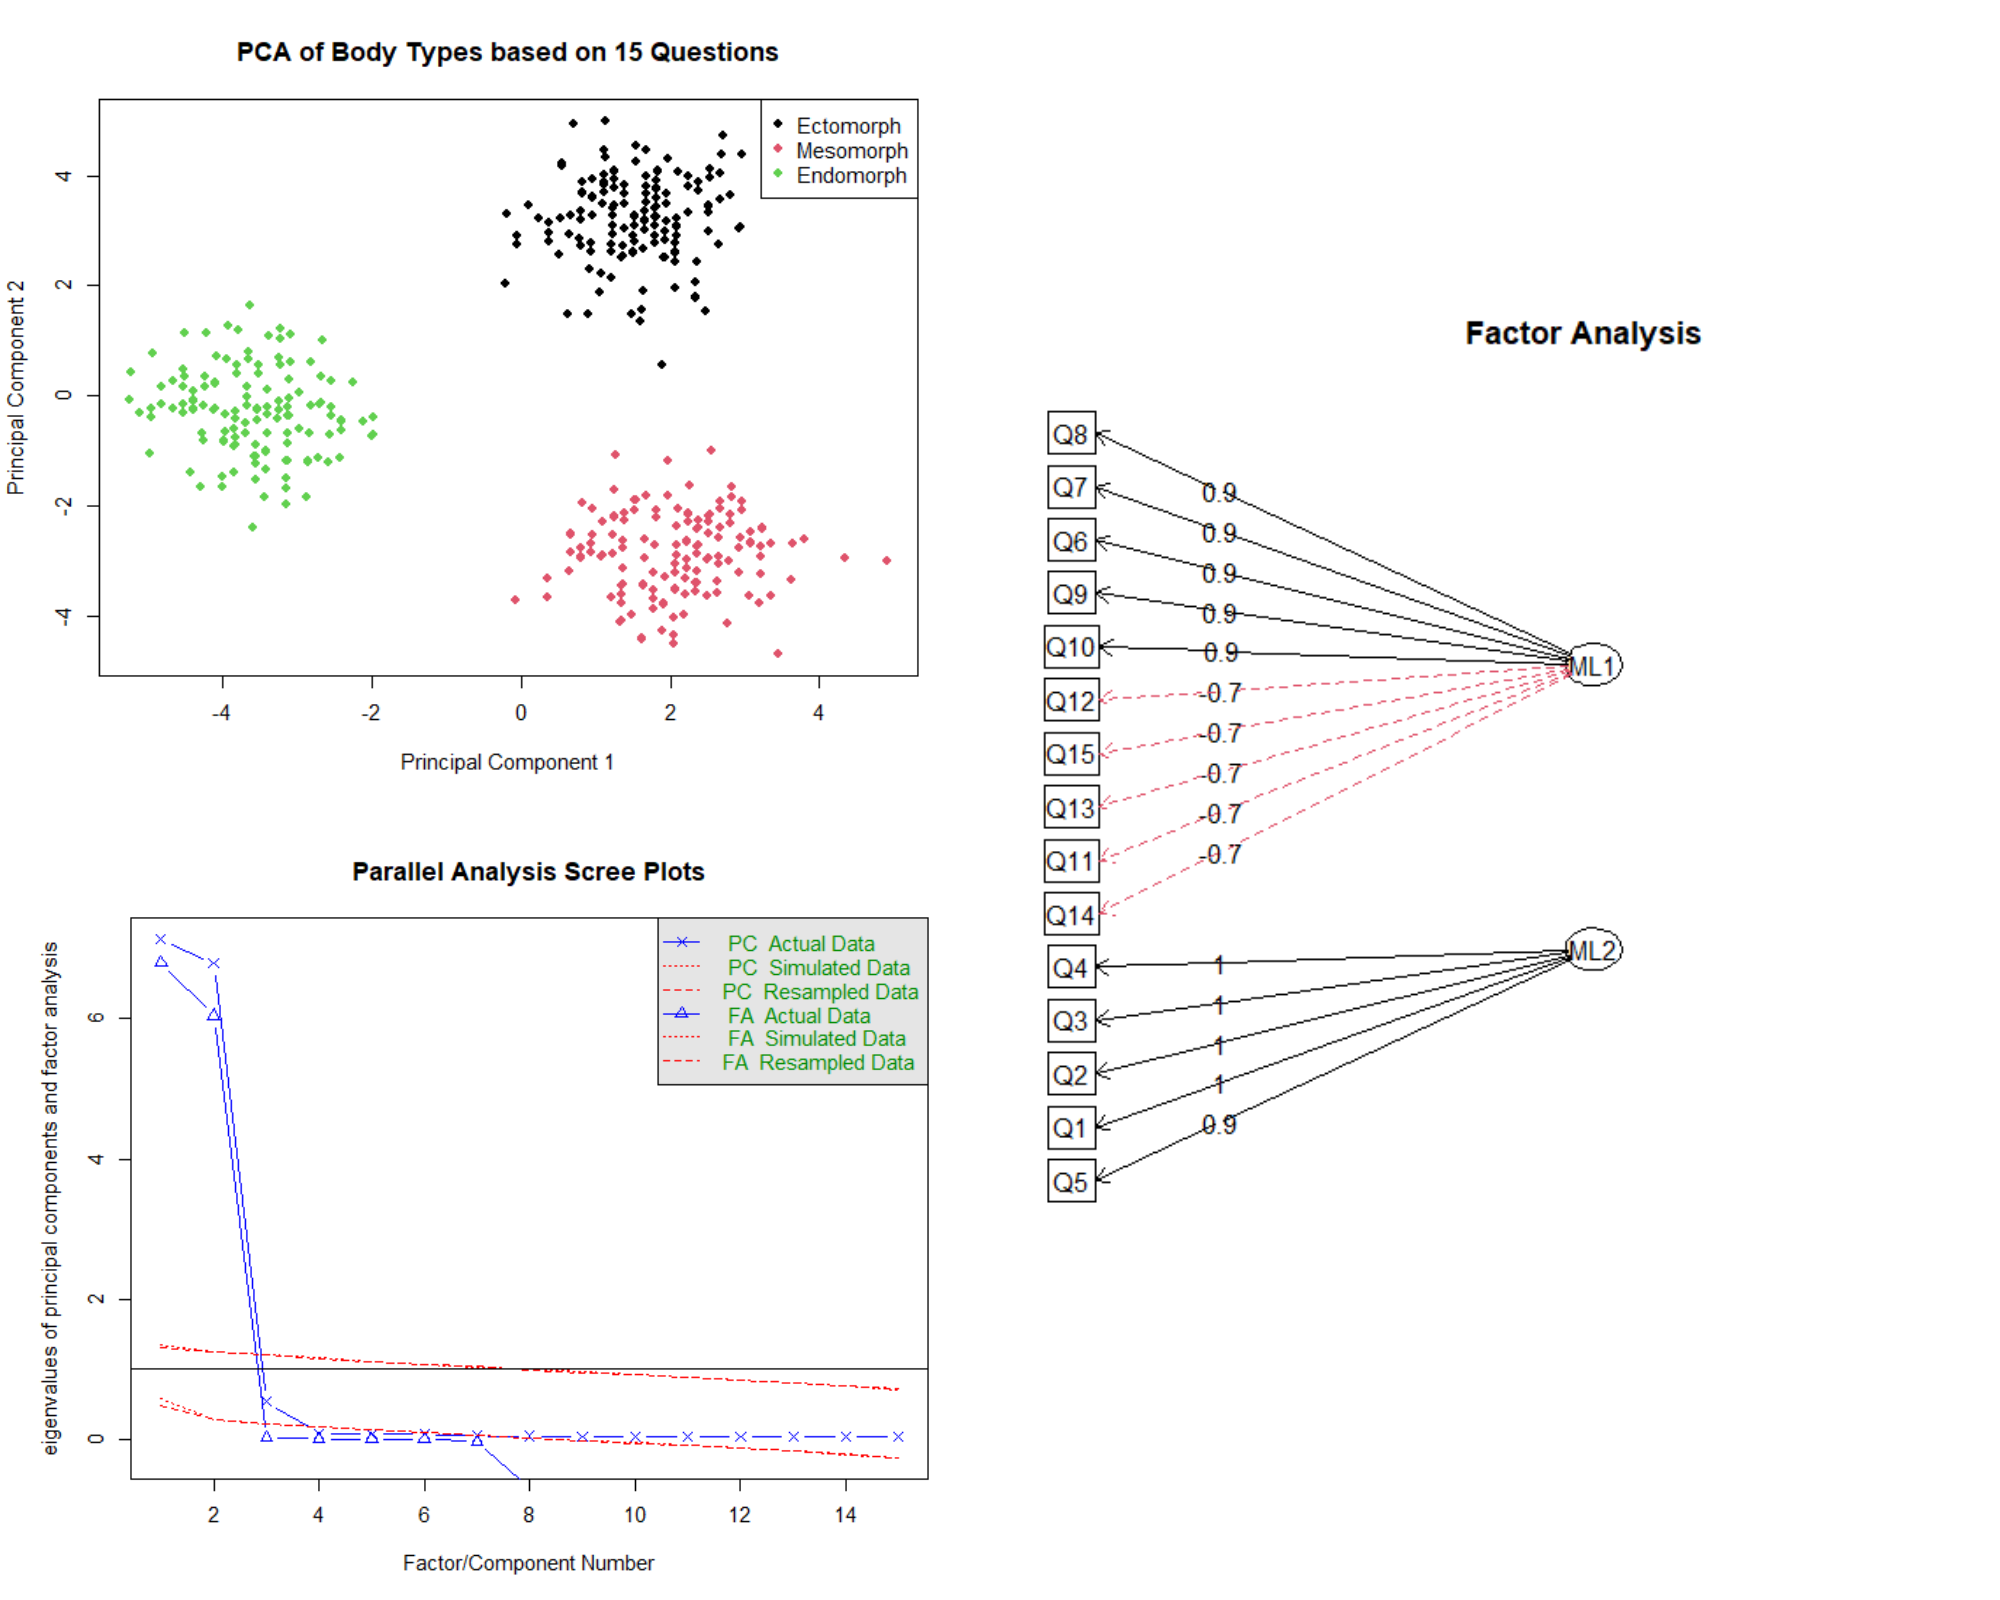 PCA of Body Types based on 15 Questions
Ectomorph
Mesomorph
Endomorph
Principal Component 2
4
2
0
-2
-4
-4
-2
0
2
4
Principal Component 1
Parallel Analysis Scree Plots
PC Actual Data
PC Simulated Data
PC Resampled Data
FA Actual Data
FA Simulated Data
FA Resampled Data
eigenvalues of principal components and factor analysis
6
4
2
0
2
4
6
8
10
12
14
Factor/Component Number
Factor Analysis
Q8
Q7
Q6
Q9
Q10
Q12
Q15
Q13
Q11
Q14
Q4
Q3
Q2
Q1
Q5
0.9
0.9
0.9
0.9
0.9
-0.7
-0.7
-0.7
-0.7
-0.7
1
1
1
1
0.9
ML1
ML2